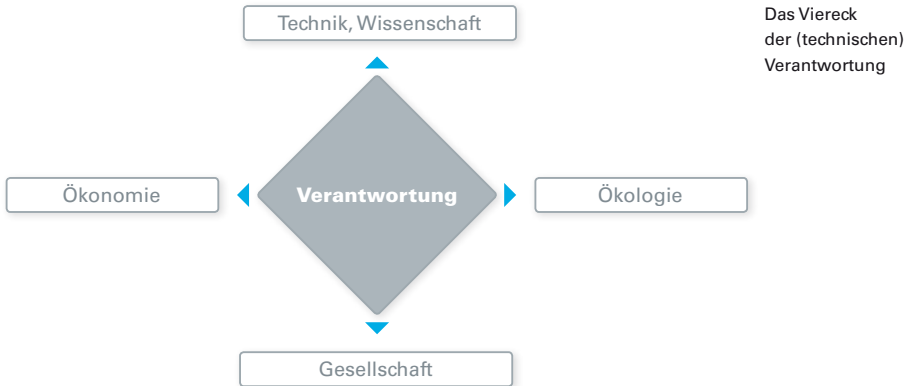 Technik, Wissenschaft
Das Viereck
der (technischen)
Verantwortung
Ökonomie
Verantwortung
Ökologie
Gesellschaft